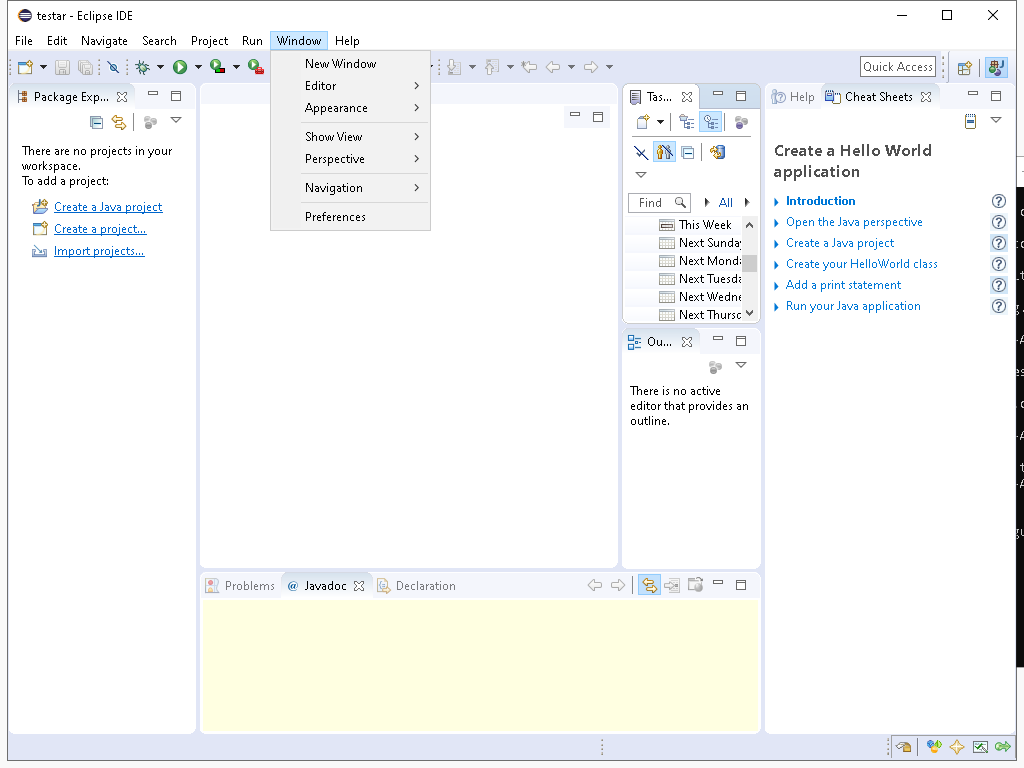 testar - Eclipse IDE
File Edit Navigate Search Project Run Window Help
New Window
Editor
Appearance
Show View
Perspective
Navigation
Preferences
Quick Access
Package Exp...
There are no projects in your
workspace.
To add a project:
Create a Java project
Create a project...
Import projects...
Tas...
Find All
This Week
Next Sunda
Next Monda
Next Tuesda
Next Wedne
Next Thursd
Ou...
There is no active
editor that provides an
outline.
Help Cheat Sheets
Create a Hello World
application
Introduction
Open the Java perspective
Create a Java project
Create your HelloWorld class
Add a print statement
Run your Java application
Problems @ Javadoc Declaration